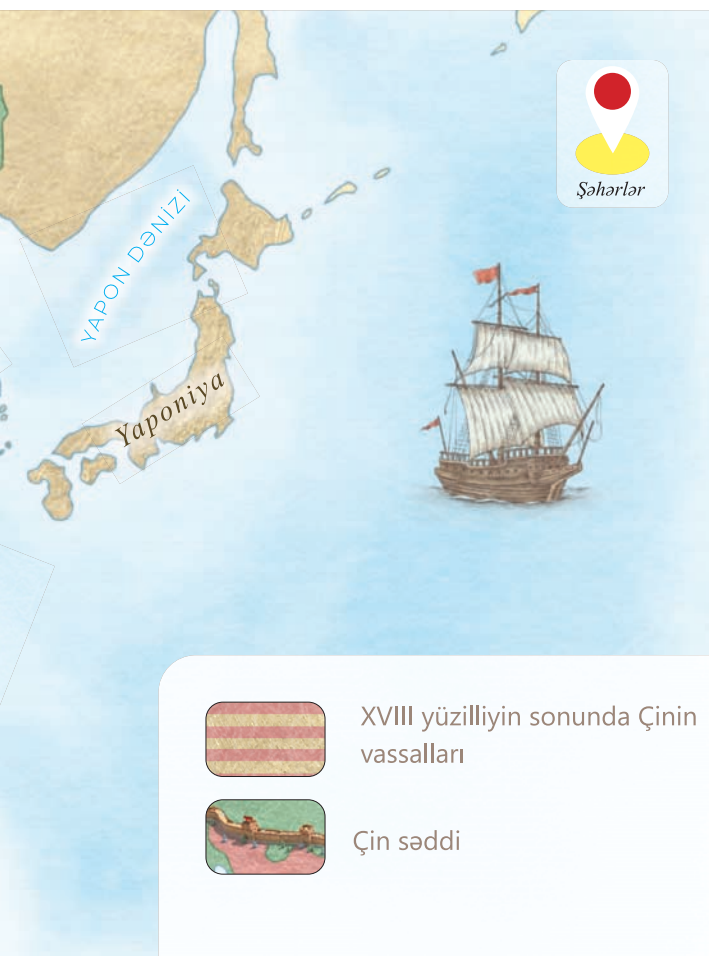 Şəhərlər
YAPON DƏNİZİ
Yaponiya
XVIII yüzilliyin sonunda Çinin
vassalları
Çin səddi